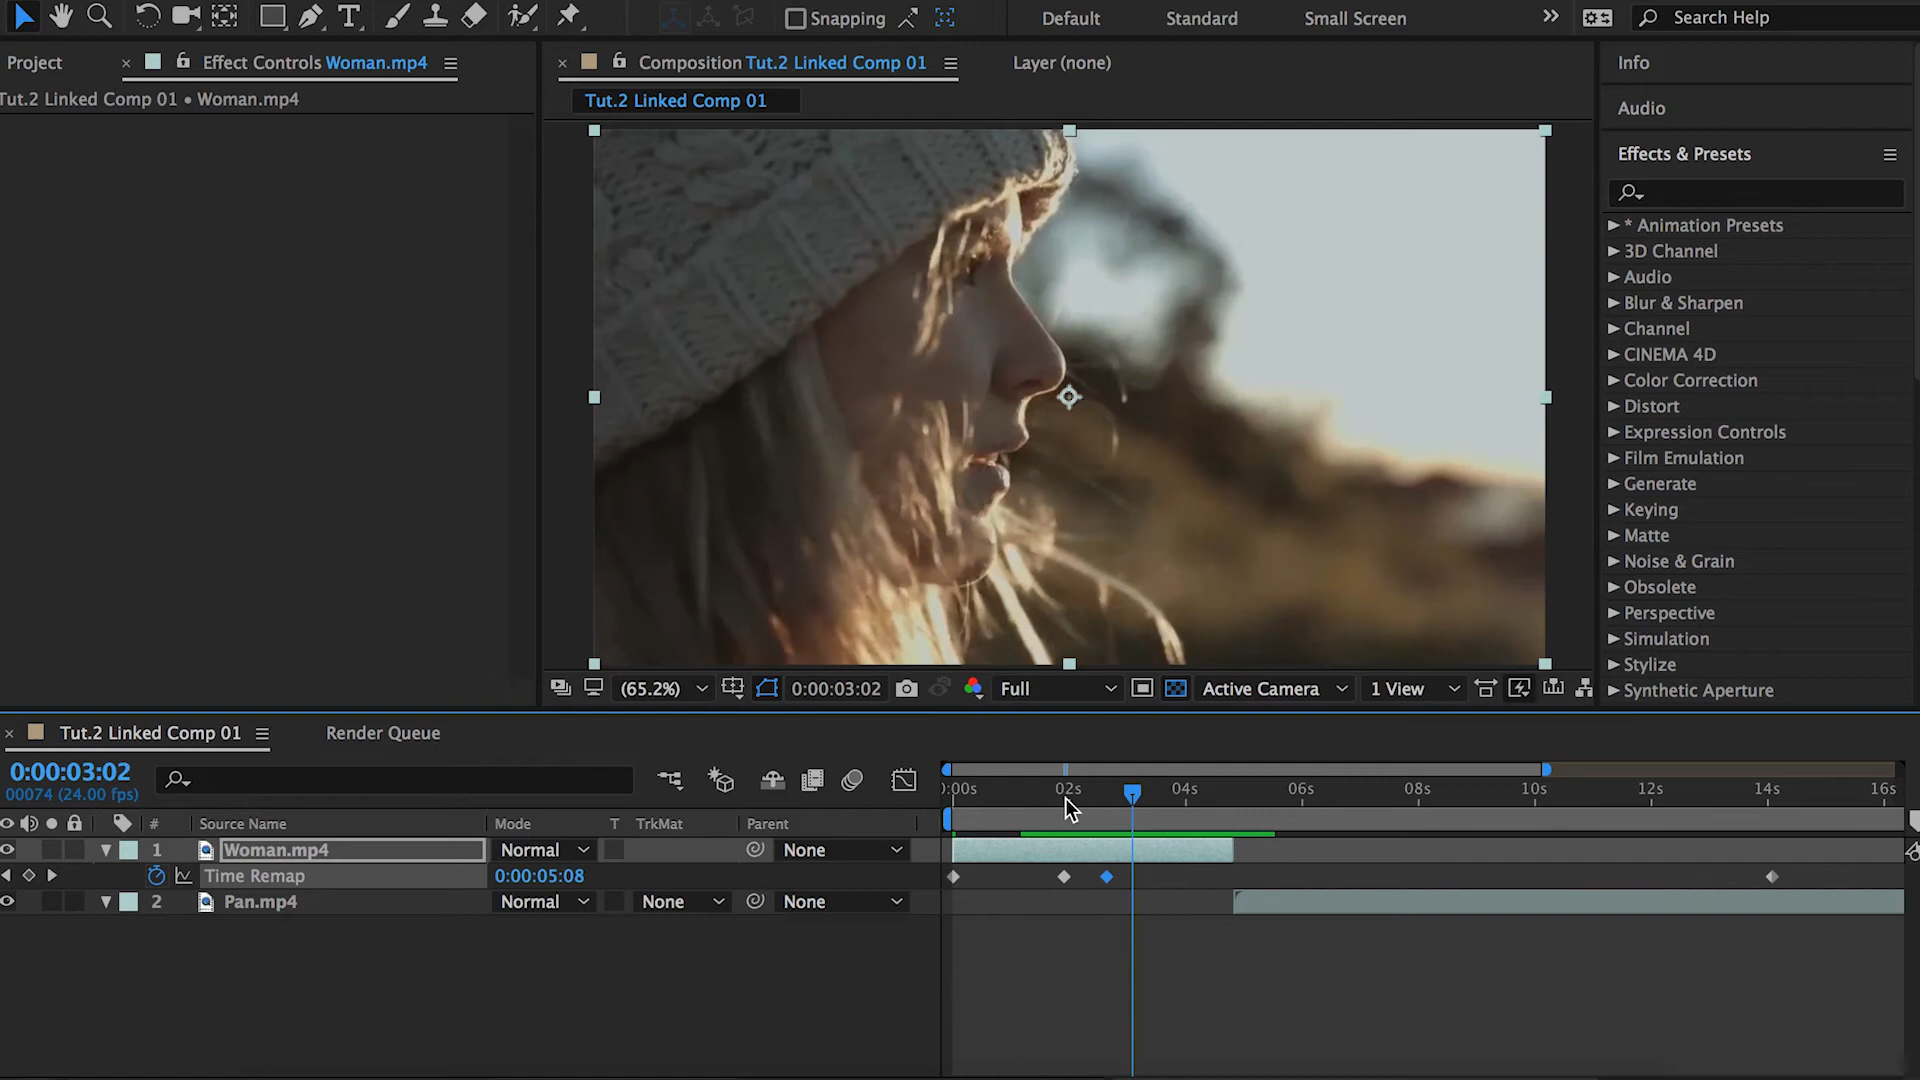 Snapping
Default
Standard
Small Screen
Search Help
Project
Effect Controls Woman.mp4
Composition Tut.2 Linked Comp 01
Layer (none)
Info
Tut.2 Linked Comp 01 • Woman.mp4
Tut.2 Linked Comp 01
Audio
Effects & Presets
* Animation Presets
3D Channel
Audio
Blur & Sharpen
Channel
CINEMA 4D
Color Correction
Distort
Expression Controls
Film Emulation
Generate
Keying
Matte
Noise & Grain
Obsolete
Perspective
Simulation
Stylize
Synthetic Aperture
(65.2%)
0:00:03:02
Full
Active Camera
1 View
Tut.2 Linked Comp 01
Render Queue
0:00:03:02
00074 (24.00 fps)
):00s 02s 04s 06s 08s 10s 12s 14s 16s
# Source Name Mode T TrkMat Parent
1 Woman.mp4 Normal None
Time Remap 0:00:05:08
2 Pan.mp4 Normal None None